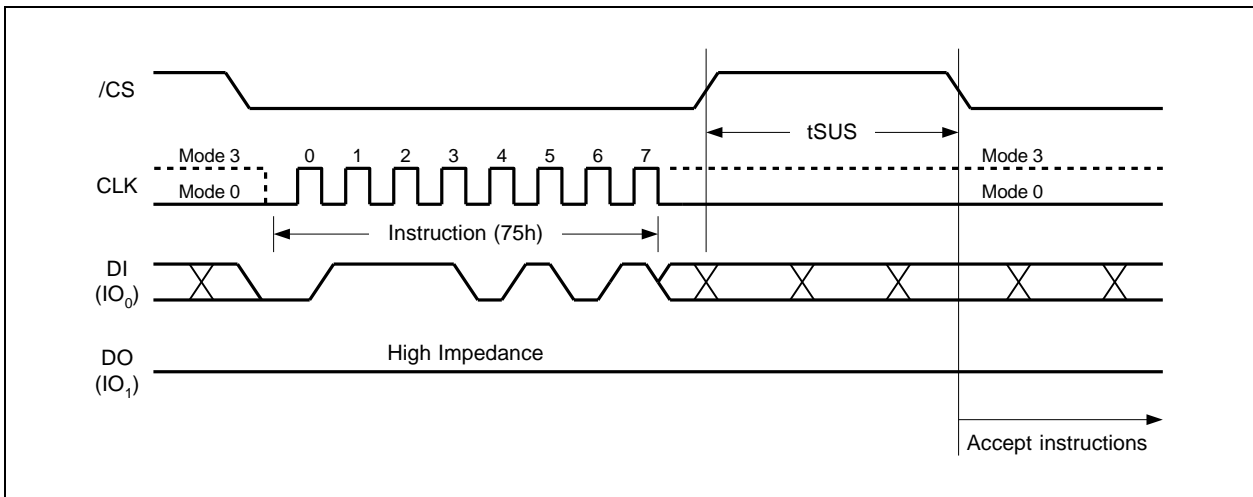 /CS
tSUS
Mode 3 0 1 2 3 4 5 6 7 Mode 3
CLK
Mode 0 Mode 0
Instruction (75h)
DI
(IO0)
High Impedance
DO
(IO1)
Accept instructions